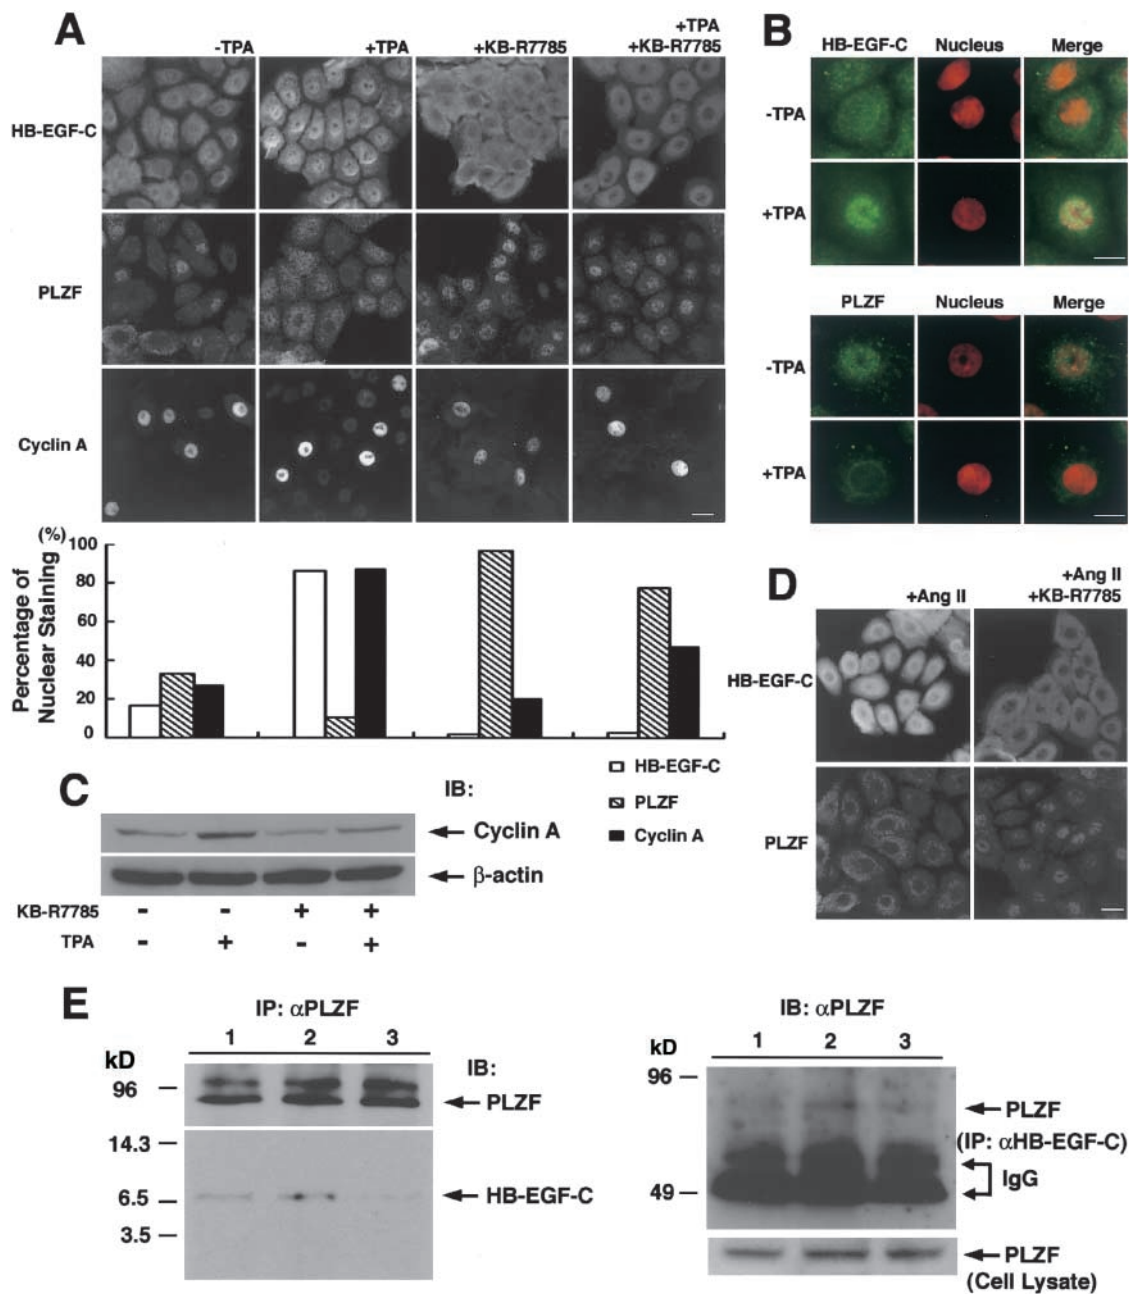 A
-TPA
+TPA
+KB-R7785
+TPA
+KB-R7785
HB-EGF-C
PLZF
Cyclin A
(%)
100
80
60
40
20
0
Percentage of
Nuclear Staining
HB-EGF-C
PLZF
Cyclin A
B
HB-EGF-C Nucleus Merge
-TPA
+TPA
PLZF Nucleus Merge
-TPA
+TPA
C
IB:
Cyclin A
β-actin
KB-R7785 - - + +
TPA - + - +
D
+Ang II
+Ang II
+KB-R7785
HB-EGF-C
PLZF
E
IP: αPLZF
1 2 3
kD
IB:
96
PLZF
14.3
6.5
HB-EGF-C
3.5
IB: αPLZF
1 2 3
kD
96
PLZF
(IP: αHB-EGF-C)
IgG
49
PLZF
(Cell Lysate)